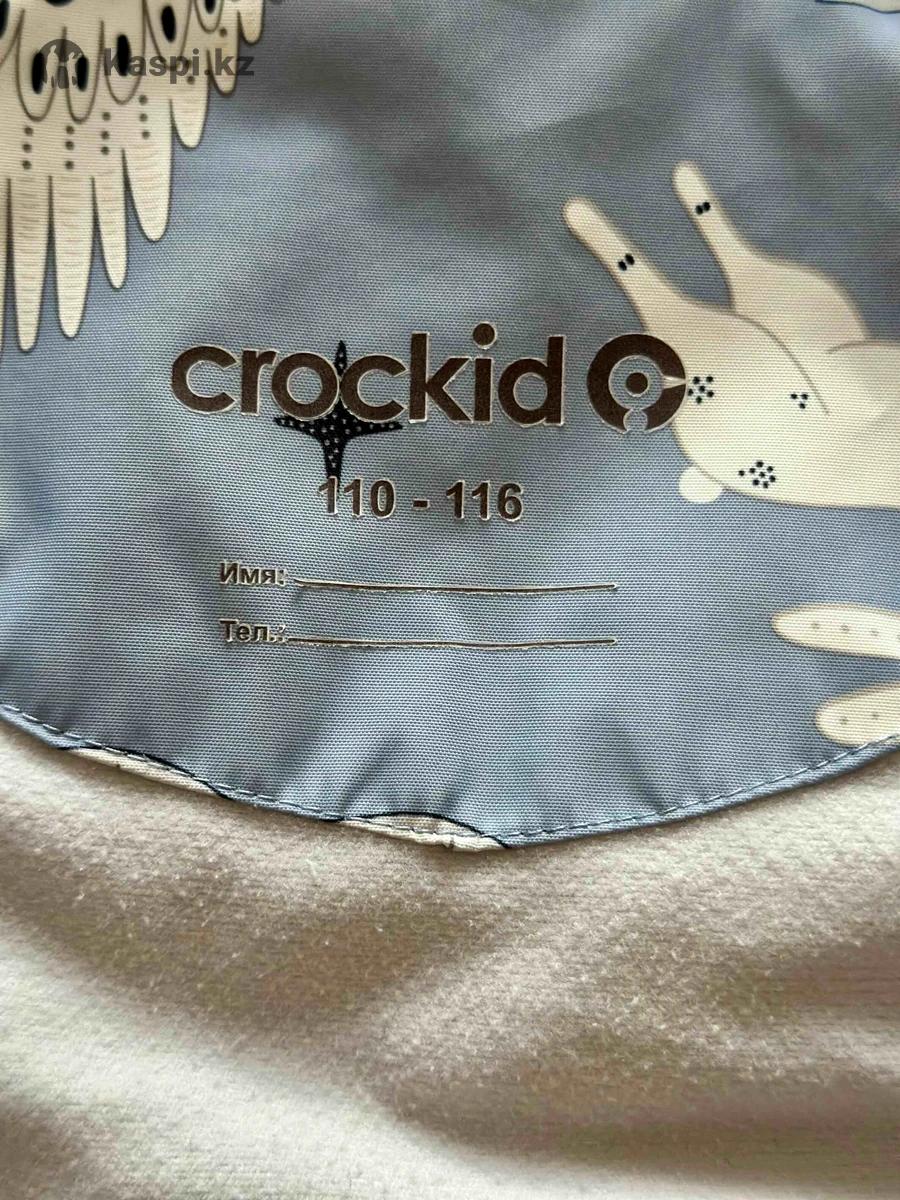 Kaspi.kz
crockid
110 - 116
Имя:
Тел.: